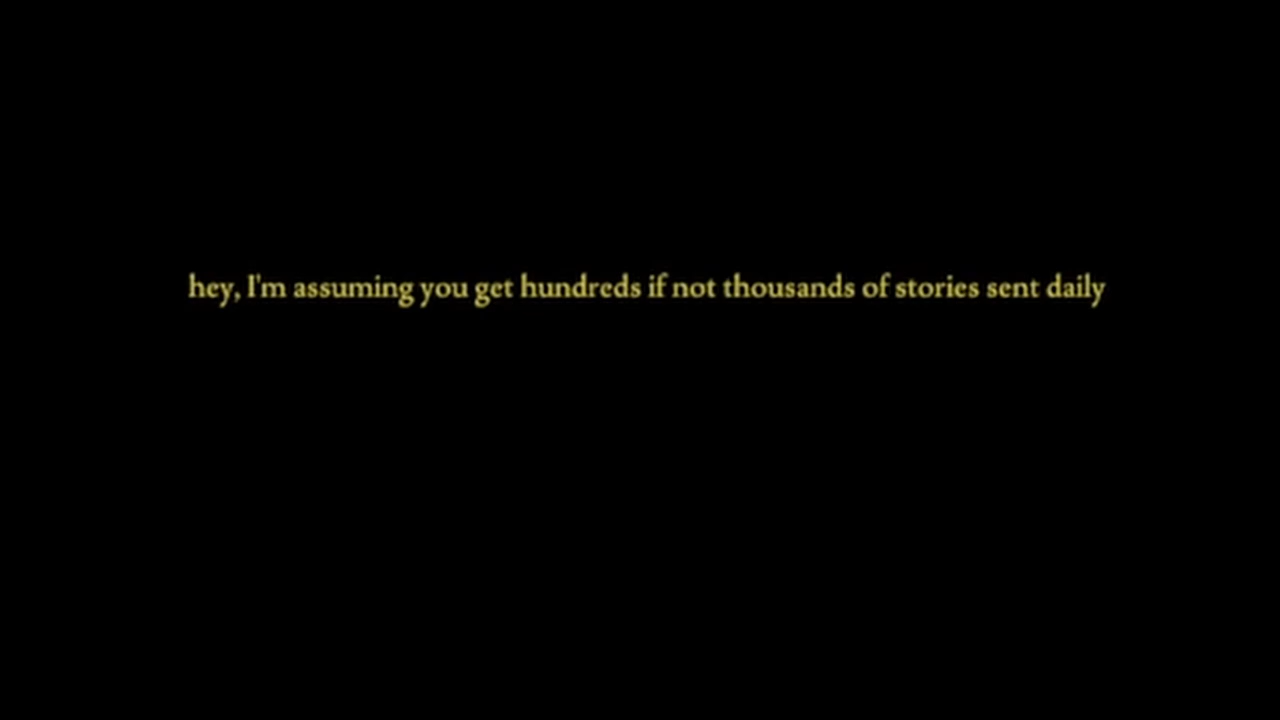 hey, I'm assuming you get hundreds if not thousands of stories sent daily